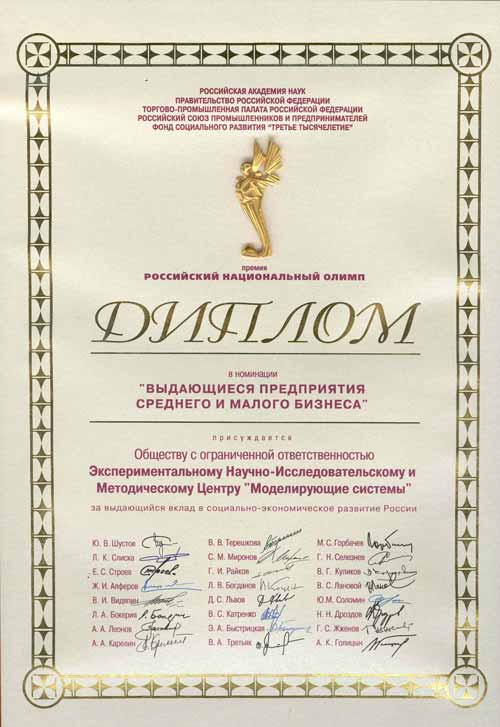 РОССИЙСКАЯ АКАДЕМИЯ НАУК
ПРАВИТЕЛЬСТВО РОССИЙСКОЙ ФЕДЕРАЦИИ
ТОРГОВО-ПРОМЫШЛЕННАЯ ПАЛАТА РОССИЙСКОЙ ФЕДЕРАЦИИ
РОССИЙСКИЙ СОЮЗ ПРОМЫШЛЕННИКОВ И ПРЕДПРИНИМАТЕЛЕЙ
ФОНД СОЦИАЛЬНОГО РАЗВИТИЯ "ТРЕТЬЕ ТЫСЯЧЕЛЕТИЕ"
премия
РОССИЙСКИЙ НАЦИОНАЛЬНЫЙ ОЛИМП
ДИПЛОМ
в номинации
"ВЫДАЮЩИЕСЯ ПРЕДПРИЯТИЯ
СРЕДНЕГО И МАЛОГО БИЗНЕСА"
присуждается
Обществу с ограниченной ответственностью
Экспериментальному Научно-Исследовательскому и
Методическому Центру "Моделирующие системы"
за выдающийся вклад в социально-экономическое развитие России
Ю. В. Шустов
Л. К. Слиска
Е. С. Строев
Ж. И. Алферов
В. И. Видяпин
Л. А. Бокерия
А. А. Леонов
А. А. Карелин
В. В. Терешкова
С. М. Миронов
Г. И. Райков
Л. В. Богданов
Д. С. Львов
В. С. Катренко
Э. А. Быстрицкая
В. А. Третьяк
М. С. Горбачев
Г. Н. Селезнев
В. Г. Куликов
В. С. Лановой
Ю. М. Соломин
Н. Н. Дроздов
Г. С. Жженов
А. К. Голицын